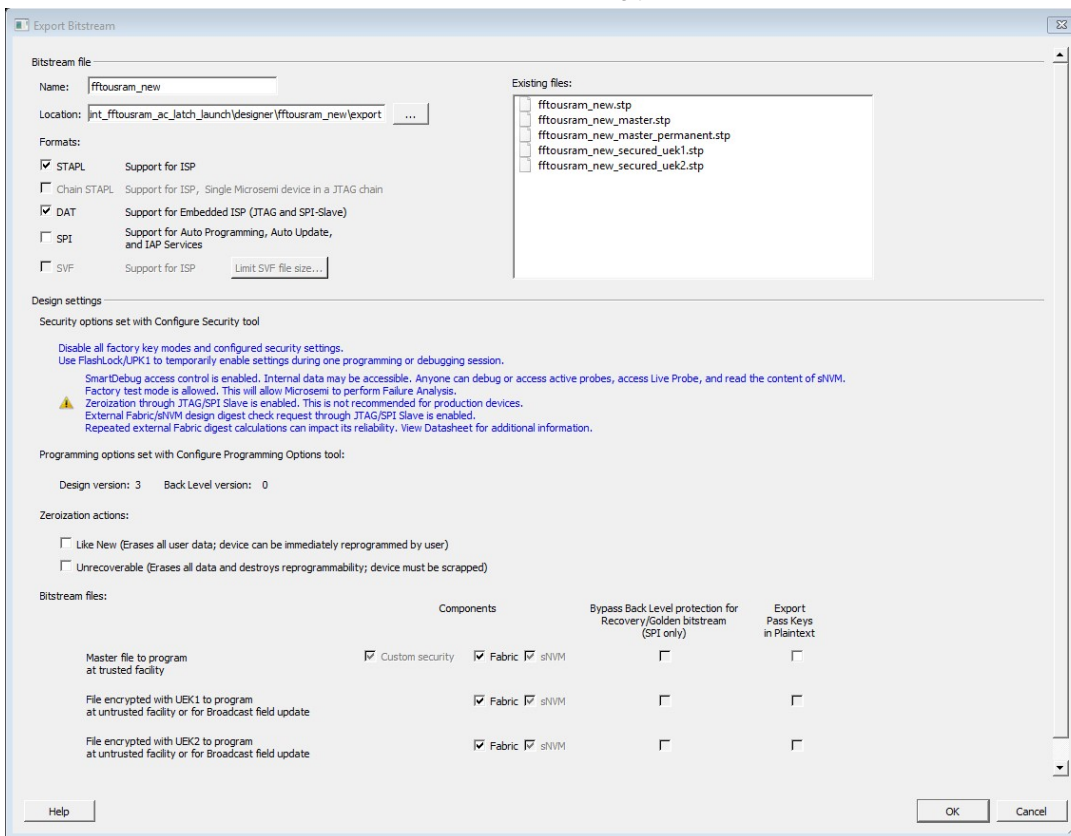 Export Bitstream
Bitstream file
Name: fftousram_new
Location: int_fftousram_ac_latch_launch\designer\fftousram_new\export ...
Formats:
STAPL Support for ISP
Chain STAPL Support for ISP, Single Microsemi device in a JTAG chain
DAT Support for Embedded ISP (JTAG and SPI-Slave)
SPI Support for Auto Programming, Auto Update,
and IAP Services
SVF Support for ISP Limit SVF file size...
Existing files:
fftousram_new.stp
fftousram_new_master.stp
fftousram_new_master_permanent.stp
fftousram_new_secured_uek1.stp
fftousram_new_secured_uek2.stp
Design settings
Security options set with Configure Security tool
Disable all factory key modes and configured security settings.
Use FlashLock/UPK1 to temporarily enable settings during one programming or debugging session.
SmartDebug access control is enabled. Internal data may be accessible. Anyone can debug or access active probes, access Live Probe, and read the content of sNVM.
Factory test mode is allowed. This will allow Microsemi to perform Failure Analysis.
Zeroization through JTAG/SPI Slave is enabled. This is not recommended for production devices.
External Fabric/sNVM design digest check request through JTAG/SPI Slave is enabled.
Repeated external Fabric digest calculations can impact its reliability. View Datasheet for additional information.
Programming options set with Configure Programming Options tool:
Design version: 3 Back Level version: 0
Zeroization actions:
Like New (Erases all user data; device can be immediately reprogrammed by user)
Unrecoverable (Erases all data and destroys reprogrammability; device must be scrapped)
Bitstream files:
Components
Bypass Back Level protection for
Recovery/Golden bitstream
(SPI only)
Export
Pass Keys
in Plaintext
Master file to program
at trusted facility
Custom security Fabric sNVM
File encrypted with UEK1 to program
at untrusted facility or for Broadcast field update
Fabric sNVM
File encrypted with UEK2 to program
at untrusted facility or for Broadcast field update
Fabric sNVM
Help OK Cancel